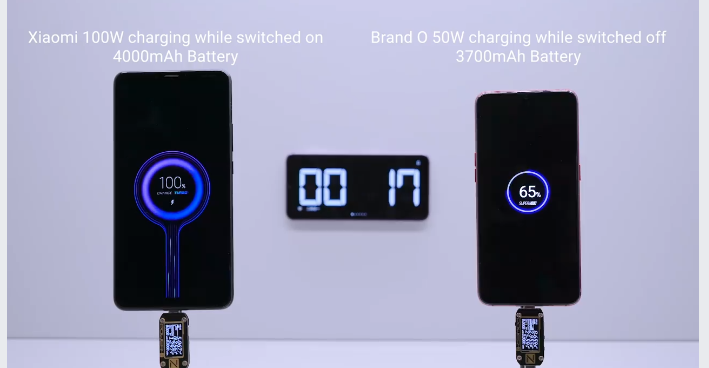 Xiaomi 100W charging while switched on
4000mAh Battery
Brand O 50W charging while switched off
3700mAh Battery
100%
00 17
65%